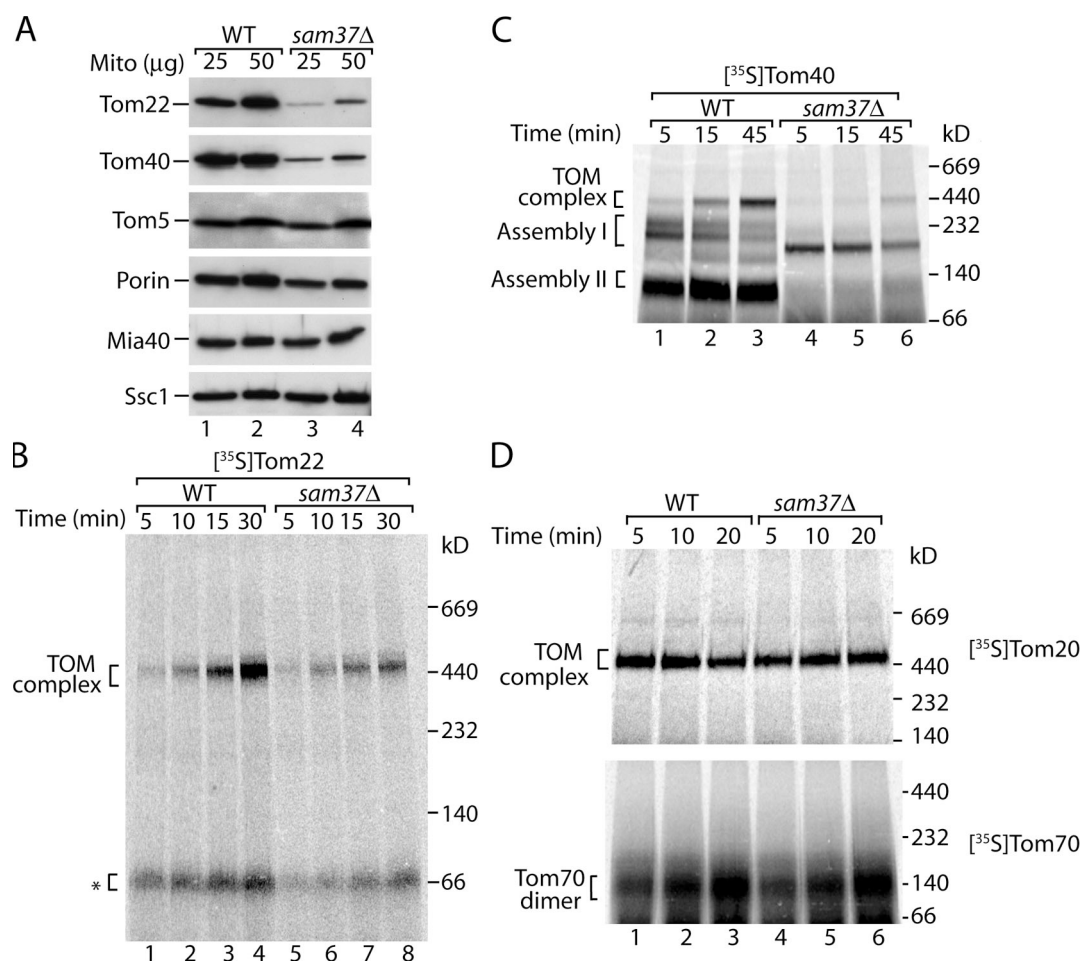 A
WT sam37Δ
Mito (μg) 25 50 25 50
Tom22
Tom40
Tom5
Porin
Mia40
Ssc1
1 2 3 4
B
[³⁵S]Tom22
WT sam37Δ
Time (min) 5 10 15 30 5 10 15 30
kD
669
TOM complex
440
232
140
* 66
1 2 3 4 5 6 7 8
C
[³⁵S]Tom40
WT sam37Δ
Time (min) 5 15 45 5 15 45 kD
669
TOM
complex
440
232
Assembly I
140
Assembly II
66
1 2 3 4 5 6
D
WT sam37Δ
Time (min) 5 10 20 5 10 20
kD
669
TOM
complex
[³⁵S]Tom20
440
232
140
440
232
[³⁵S]Tom70
Tom70
dimer
140
66
1 2 3 4 5 6